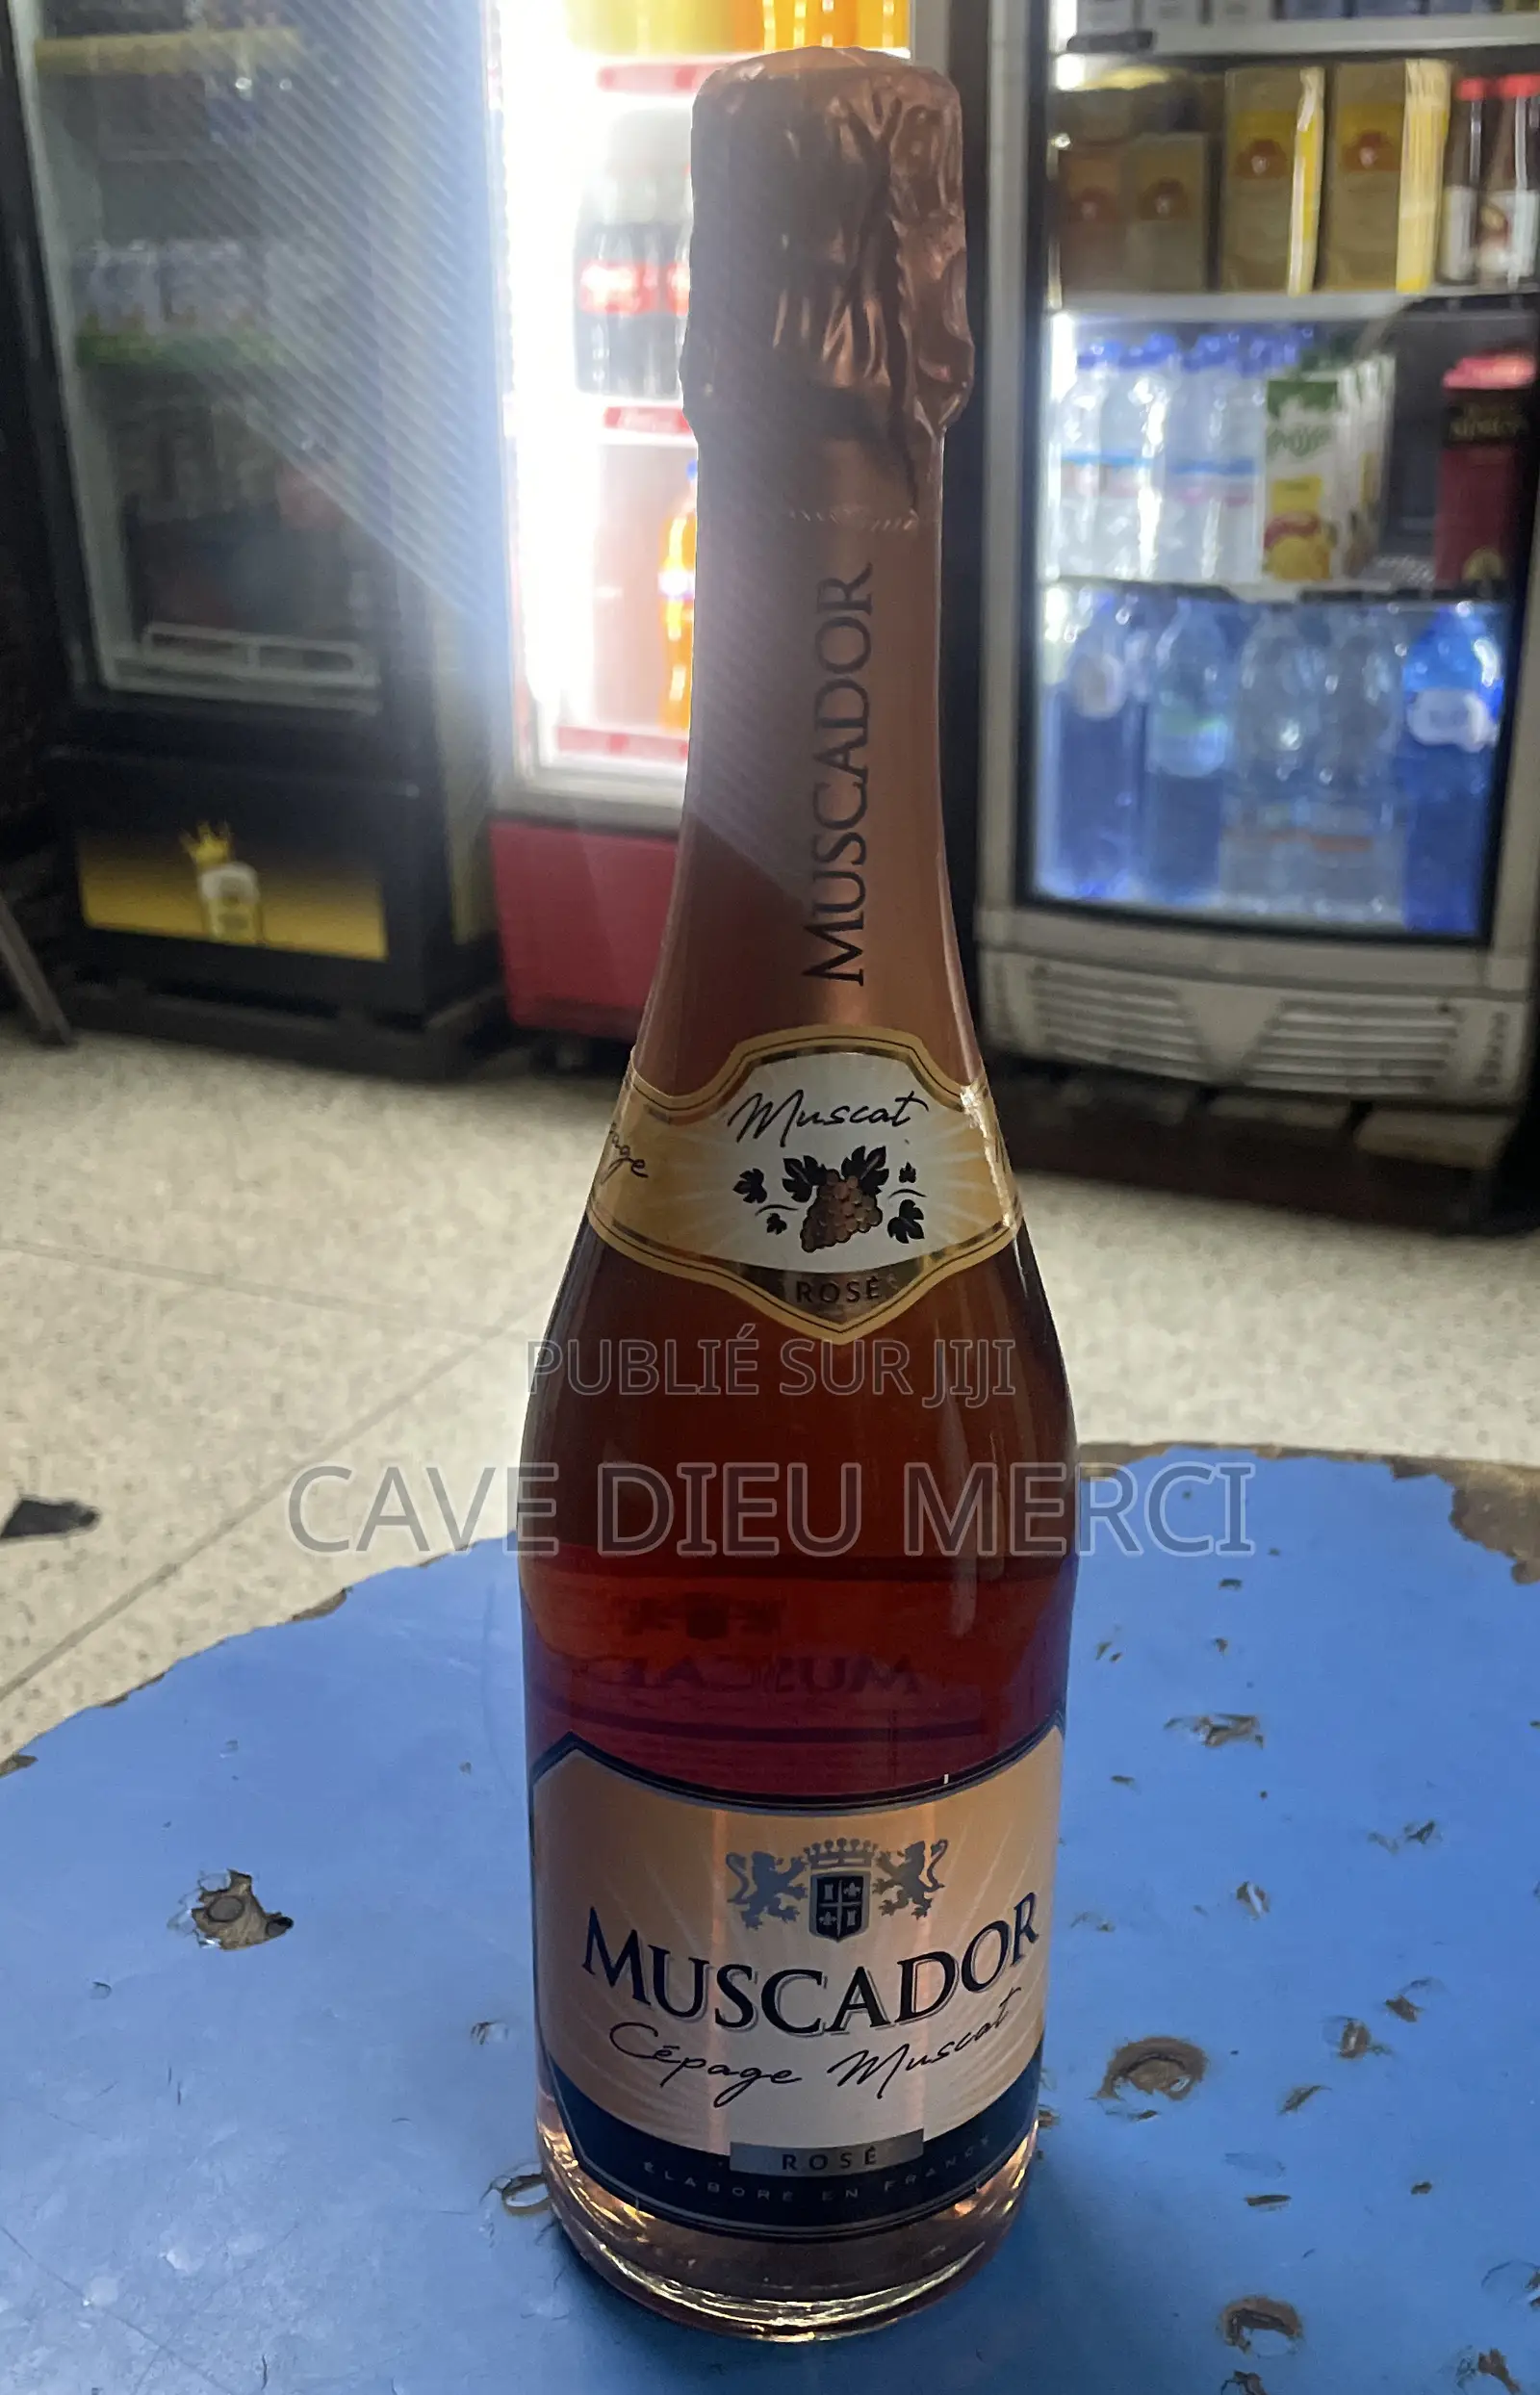 MUSCADOR
Muscat
ROSÉ
PUBLIÉ SUR JIJI
CAVE DIEU MERCI
MUSCADOR
Cépage Muscat
ROSÉ
ÉLABORÉ EN FRANCE